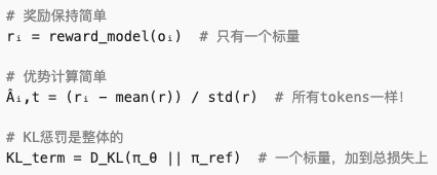 # 奖励保持简单
rᵢ = reward_model(oᵢ)  # 只有一个标量
# 优势计算简单
Âᵢ,t = (rᵢ - mean(r)) / std(r)  # 所有tokens一样!
# KL惩罚是整体的
KL_term = D_KL(π_θ || π_ref)  # 一个标量，加到总损失上